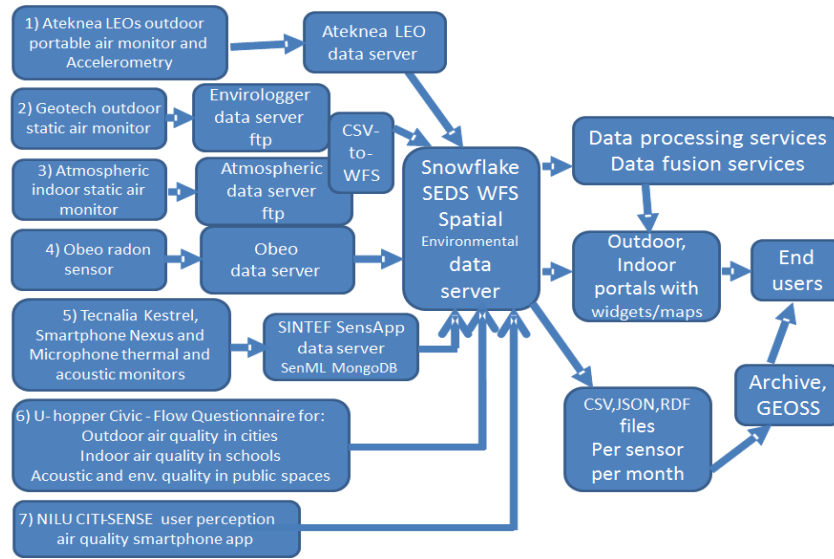 1) Ateknea LEOs outdoor
portable air monitor and
Accelerometry
Ateknea LEO
data server
2) Geotech outdoor
static air monitor
Envirologger
data server
ftp
CSV-
to-
WFS
3) Atmospheric
indoor static air
monitor
Atmospheric
data server
ftp
4) Obeo radon
sensor
Obeo
data server
5) Tecnalia Kestrel,
Smartphone Nexus and
Microphone thermal and
acoustic monitors
SINTEF SensApp
data server
SenML MongoDB
6) U-hopper Civic - Flow Questionnaire for:
Outdoor air quality in cities
Indoor air quality in schools
Acoustic and env. quality in public spaces
7) NILU CITI-SENSE user perception
air quality smartphone app
Snowflake
SEDS WFS
Spatial
Environmental
data
server
Data processing services
Data fusion services
Outdoor,
Indoor
portals with
widgets/maps
End
users
CSV,JSON,RDF
files
Per sensor
per month
Archive,
GEOSS